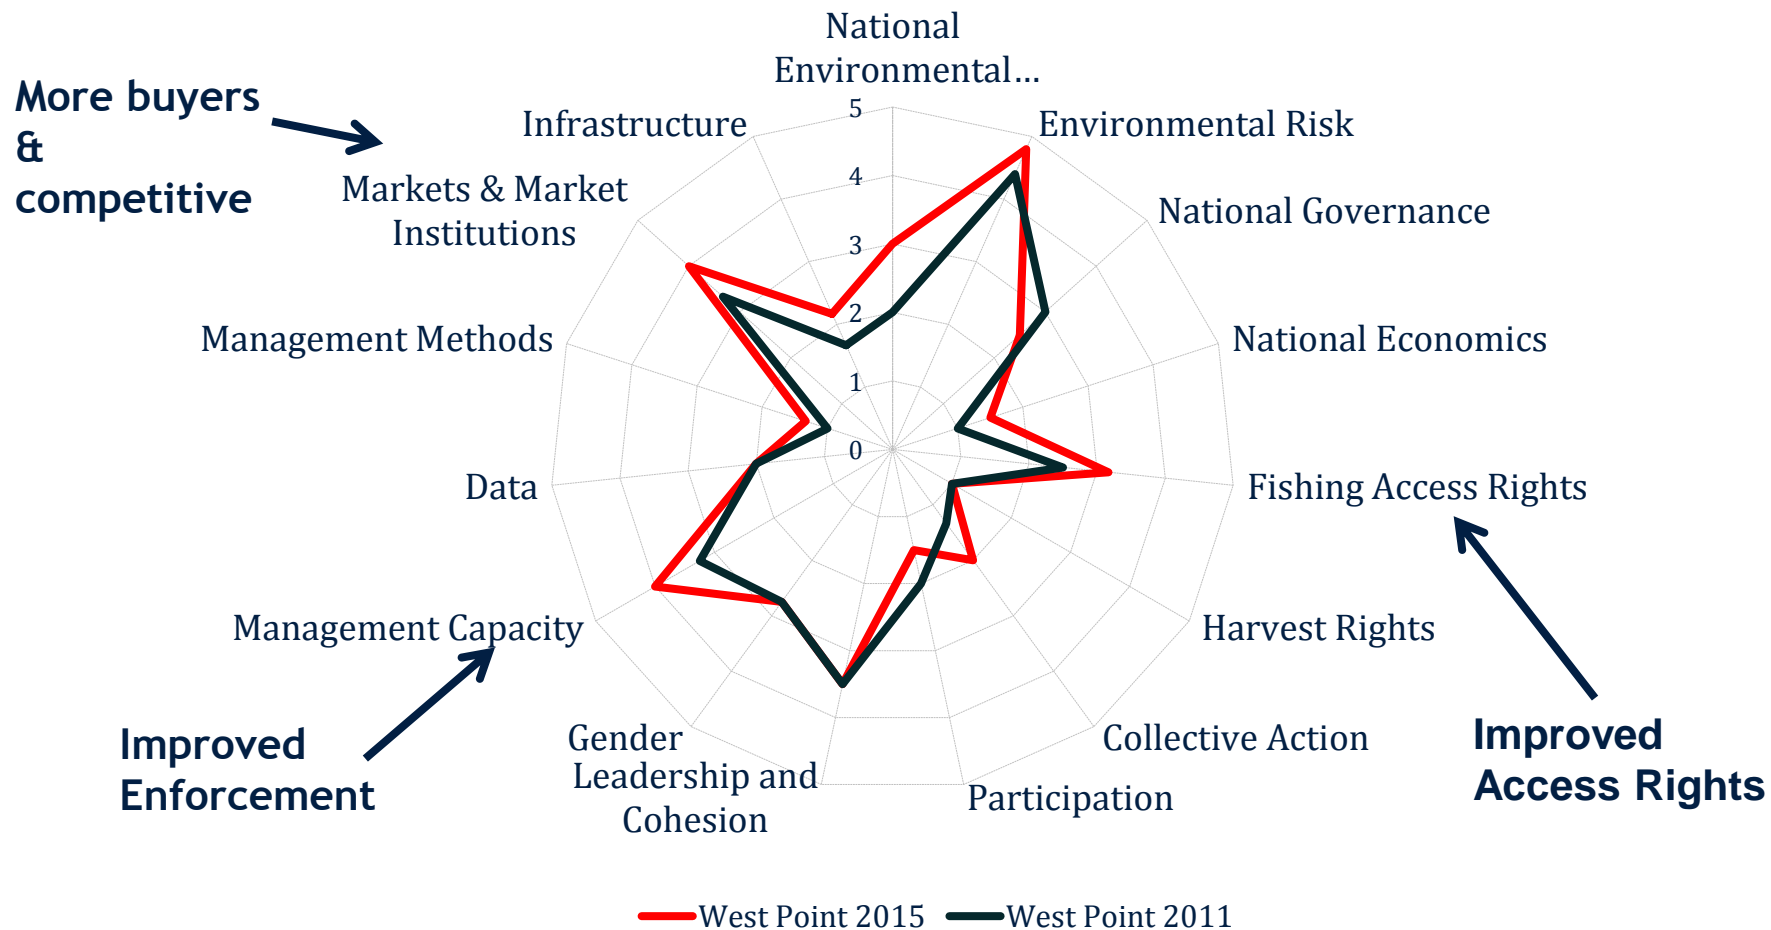 National
Environmental...
More buyers
&
competitive
Infrastructure
Environmental Risk
Markets & Market
Institutions
National Governance
Management Methods
National Economics
Data
Fishing Access Rights
Management Capacity
Harvest Rights
Improved
Enforcement
Gender
Leadership and
Cohesion
Participation
Collective Action
Improved
Access Rights
5
4
3
2
1
0
West Point 2015
West Point 2011